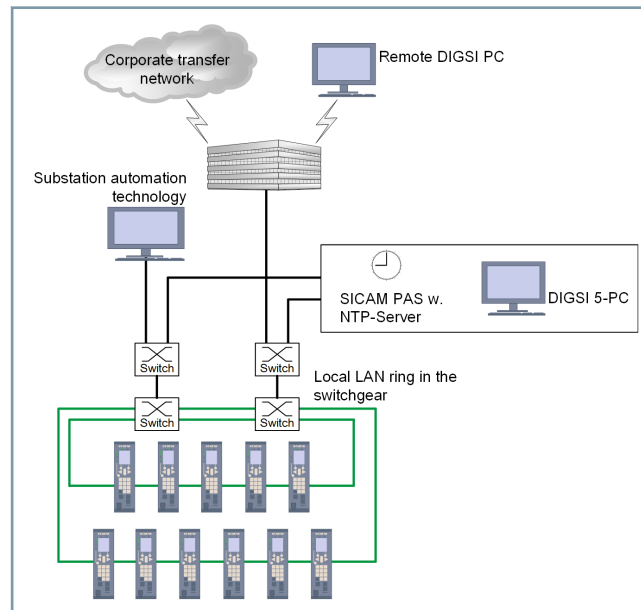 Corporate transfer
network
Remote DIGSI PC
Substation automation
technology
SICAM PAS w.
NTP-Server
DIGSI 5-PC
Switch
Switch
Local LAN ring in the
switchgear
Switch
Switch